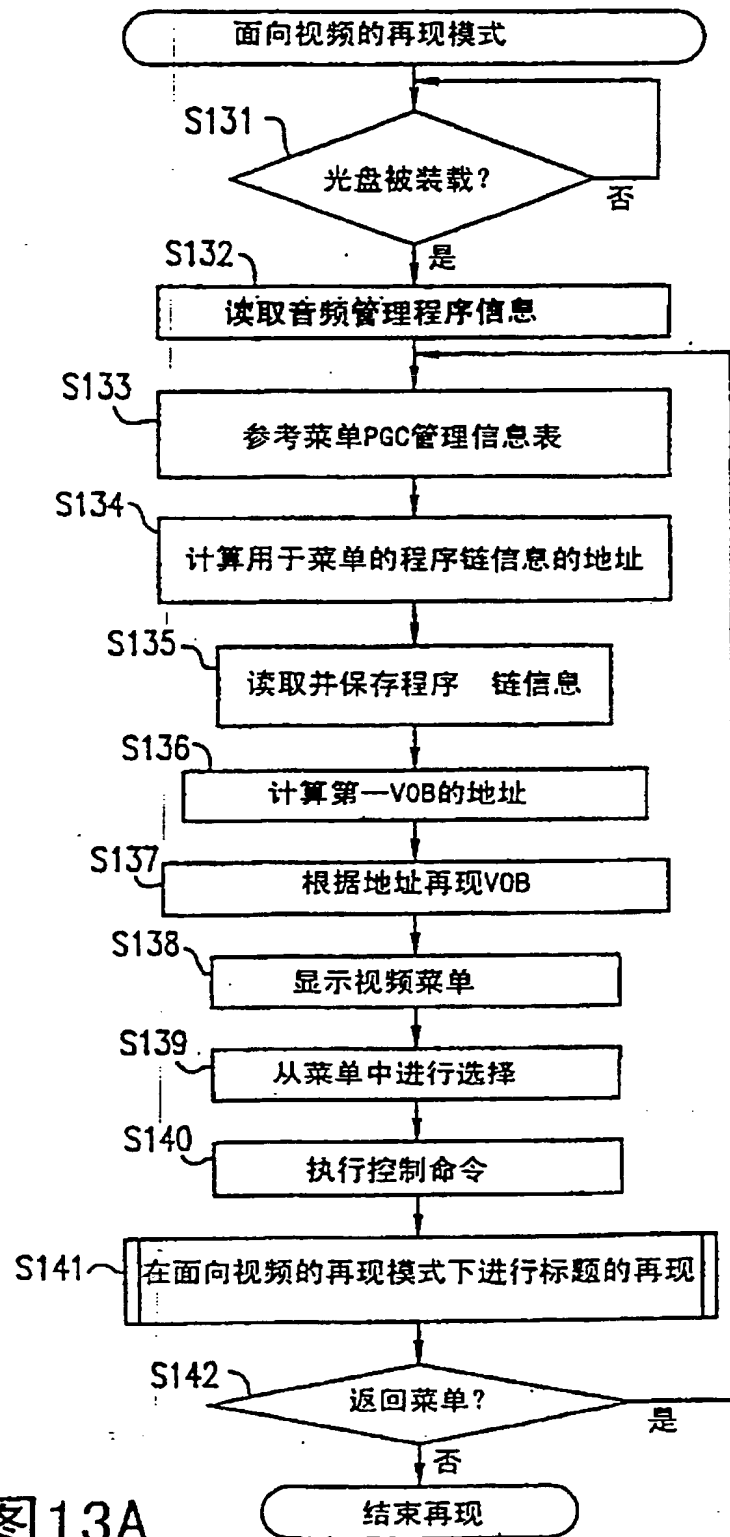 面向视频的再现模式
S131
光盘被装载?
否
是
S132
读取音频管理程序信息
S133
参考菜单PGC管理信息表
S134
计算用于菜单的程序链信息的地址
S135
读取并保存程序 链信息
S136
计算第一VOB的地址
S137
根据地址再现VOB
S138
显示视频菜单
S139
从菜单中进行选择
S140
执行控制命令
S141
在面向视频的再现模式下进行标题的再现
S142
返回菜单?
是
否
结束再现
图13A